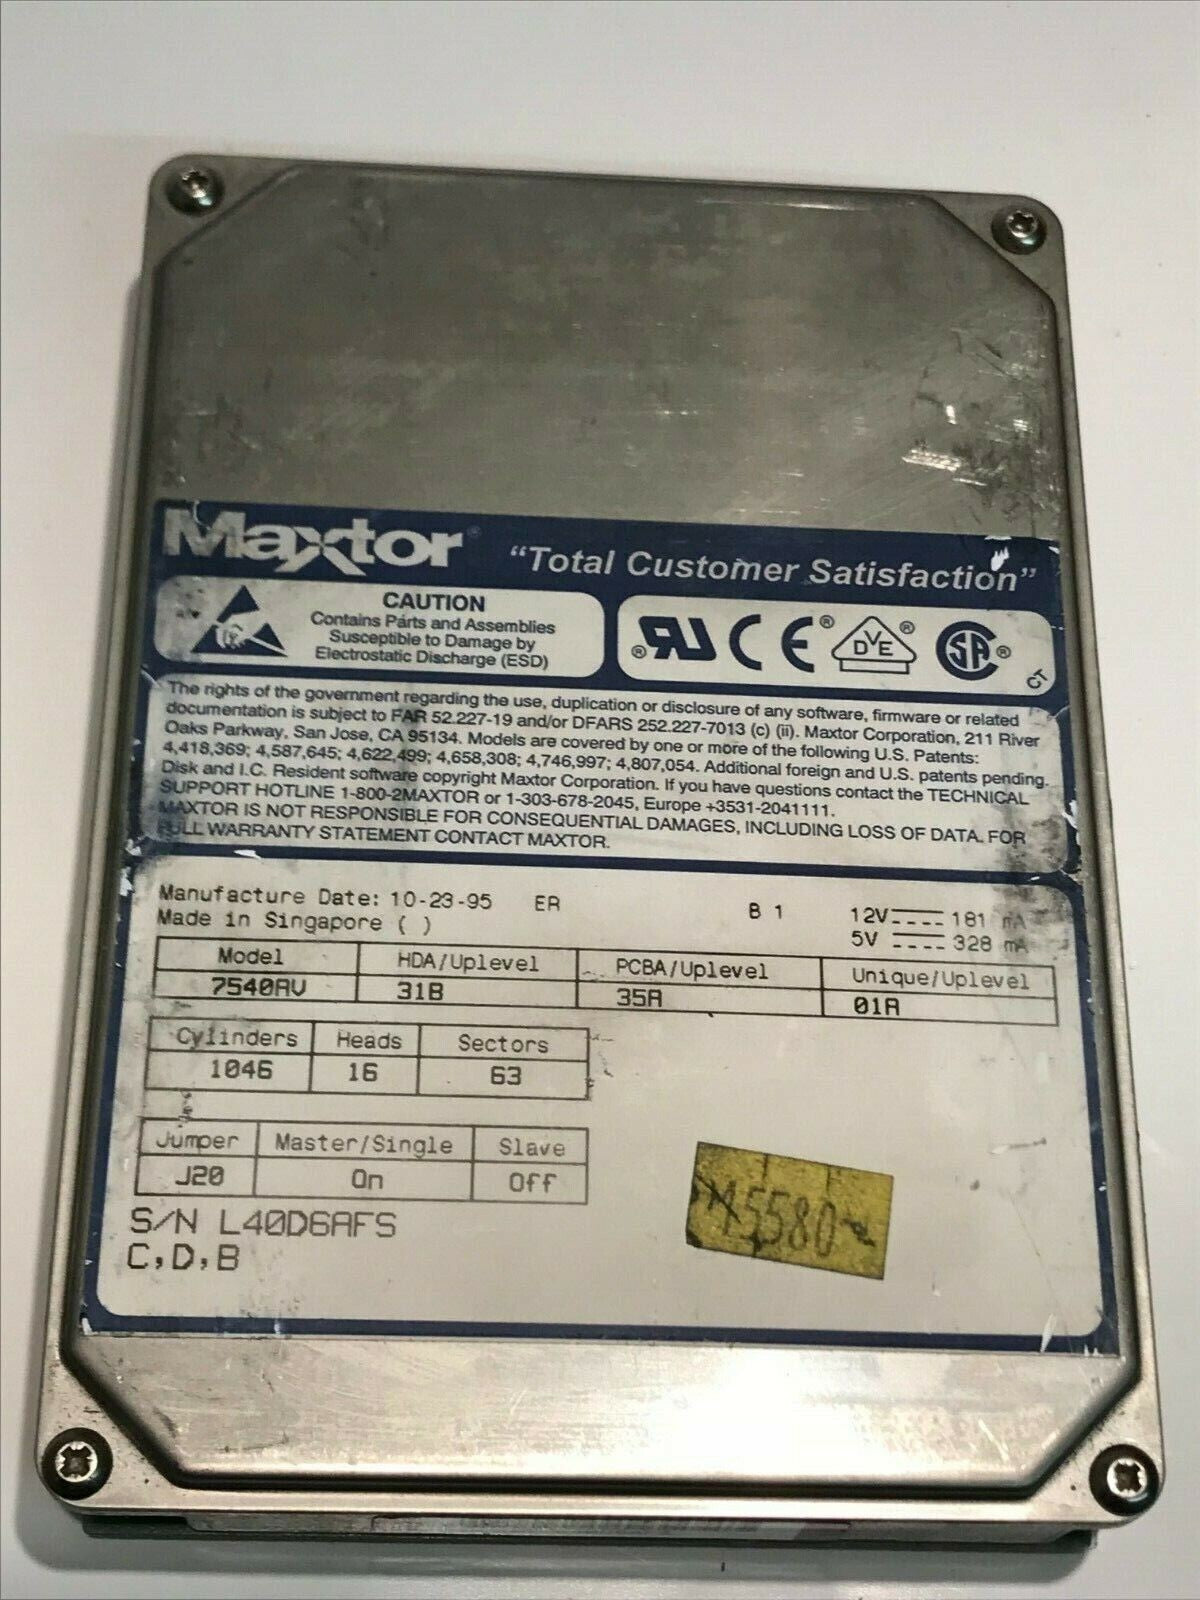 Maxtor
"Total Customer Satisfaction"
CAUTION
Contains Parts and Assemblies
Susceptible to Damage by
Electrostatic Discharge (ESD)
® RU CE ® DVE ® SA ®
CT
The rights of the government regarding the use, duplication or disclosure of any software, firmware or related
documentation is subject to FAR 52.227-19 and/or DFARS 252.227-7013 (c) (ii). Maxtor Corporation, 211 River
Oaks Parkway, San Jose, CA 95134. Models are covered by one or more of the following U.S. Patents:
4,418,369; 4,587,645; 4,622,499; 4,658,308; 4,746,997; 4,807,054. Additional foreign and U.S. patents pending.
Disk and I.C. Resident software copyright Maxtor Corporation. If you have questions contact the TECHNICAL
SUPPORT HOTLINE 1-800-2MAXTOR or 1-303-678-2045, Europe +3531-2041111.
MAXTOR IS NOT RESPONSIBLE FOR CONSEQUENTIAL DAMAGES, INCLUDING LOSS OF DATA. FOR
FULL WARRANTY STATEMENT CONTACT MAXTOR.
Manufacture Date: 10-23-95 ER B 1 12V 181 mA
Made in Singapore ( ) 5V 328 mA
Model HDA/Uplevel PCBA/Uplevel Unique/Uplevel
7540AV 31B 35A 01A
Cylinders Heads Sectors
1046 16 63
Jumper Master/Single Slave
J20 On Off
S/N L40D6AFS
C,D,B
45580